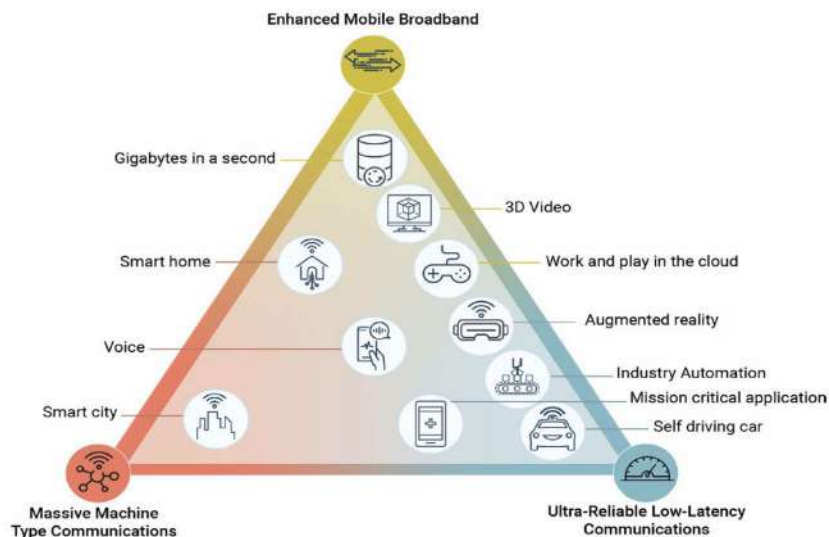 Enhanced Mobile Broadband
Gigabytes in a second
3D Video
Smart home
Work and play in the cloud
Augmented reality
Voice
Industry Automation
Mission critical application
Smart city
Self driving car
Massive Machine
Type Communications
Ultra-Reliable Low-Latency
Communications